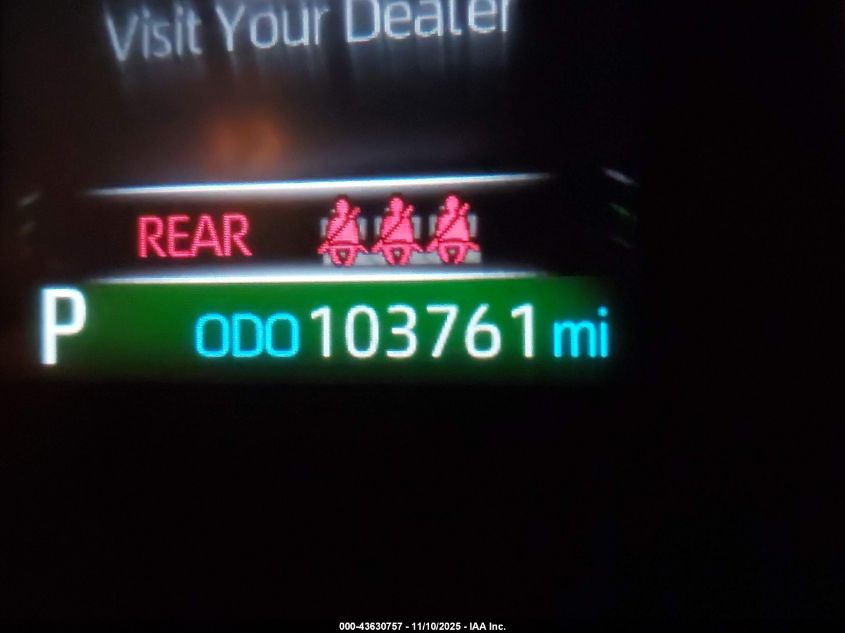 Visit Your Dealer
REAR
P ODO 103761 mi
000-43630757 - 11/10/2025 - IAA Inc.